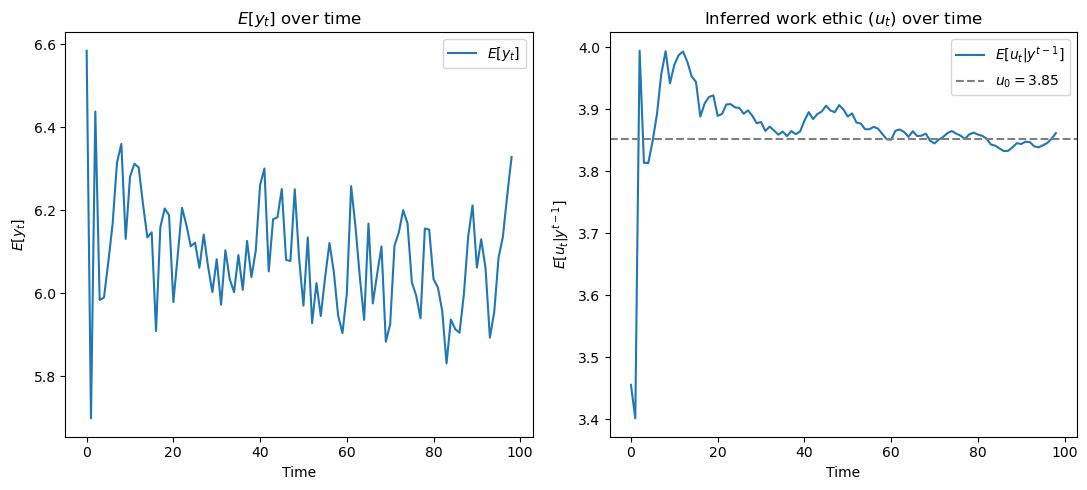 E[y_t] over time
E[y_t]
6.6
6.4
6.2
6.0
5.8
E[y_t]
0 20 40 60 80 100
Time
Inferred work ethic (u_t) over time
E[u_t|y^{t−1}]
u_0 = 3.85
4.0
3.9
3.8
3.7
3.6
3.5
3.4
E[u_t|y^{t−1}]
0 20 40 60 80 100
Time